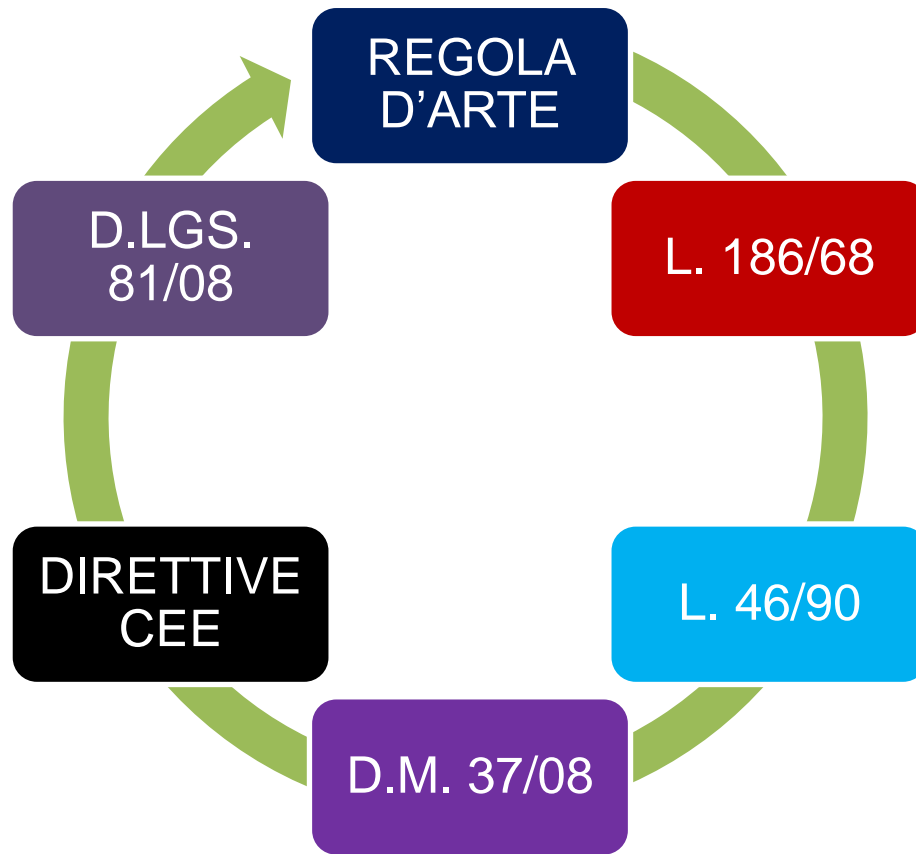 REGOLA
D’ARTE
L. 186/68
L. 46/90
D.M. 37/08
DIRETTIVE
CEE
D.LGS.
81/08